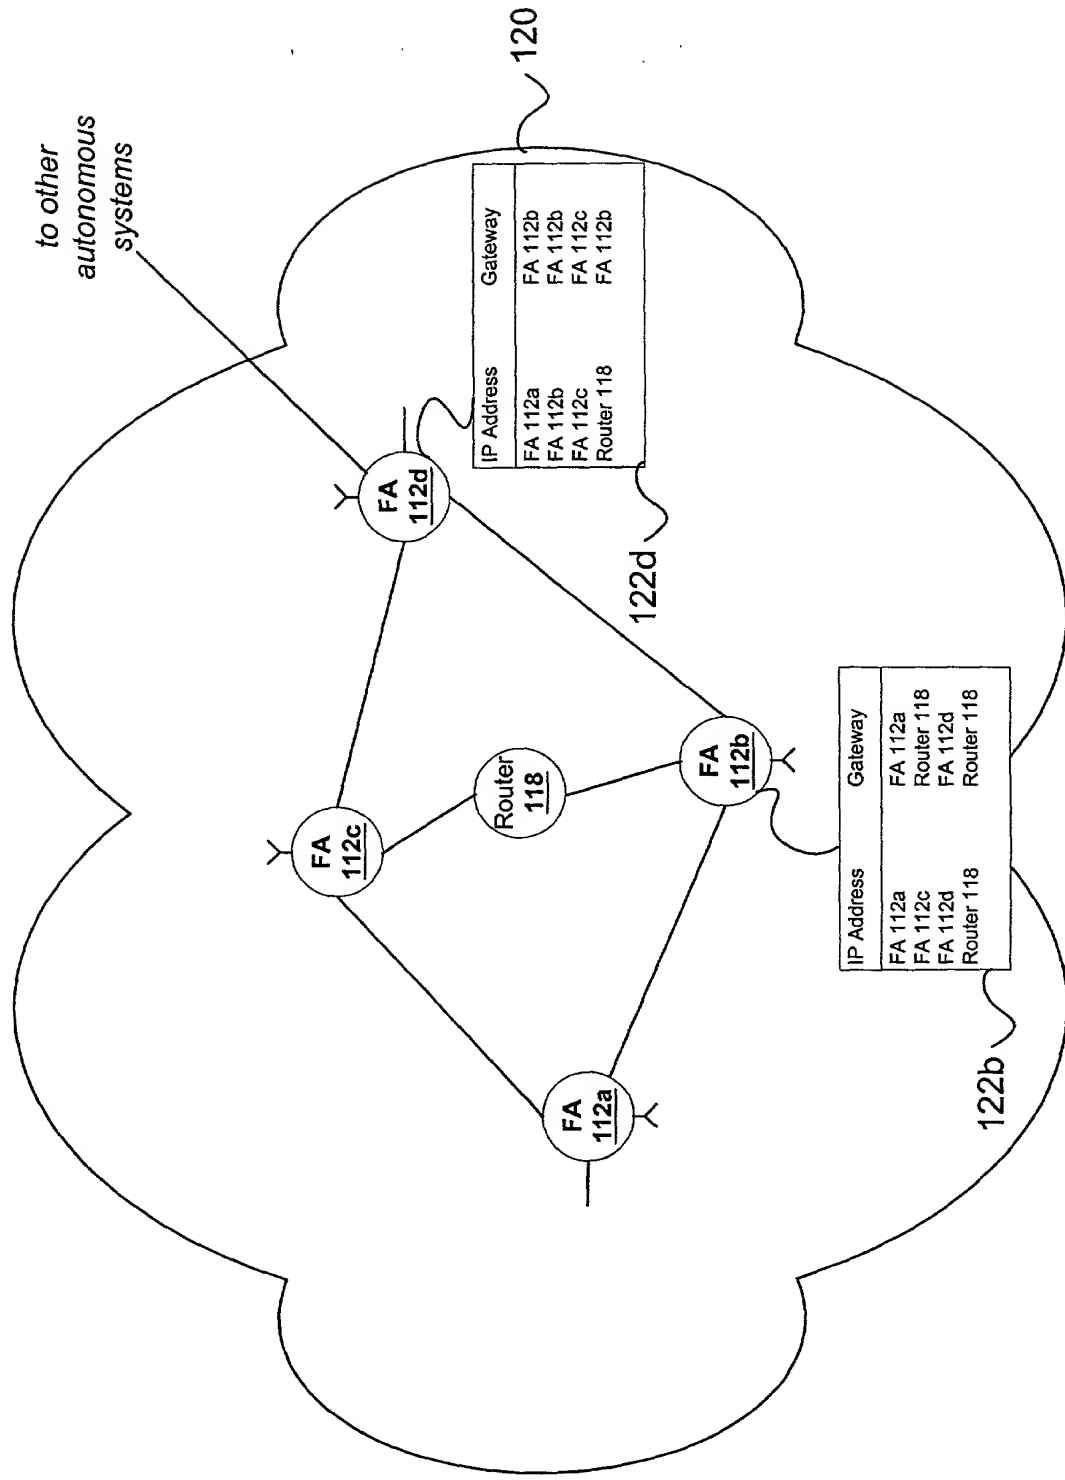 to other
autonomous
systems
120
FA
112d
IP Address Gateway
FA 112a FA 112b
FA 112b FA 112b
FA 112c FA 112c
Router 118 FA 112b
122d
FA
112c
Router
118
FA
112b
IP Address Gateway
FA 112a FA 112a
FA 112c Router 118
FA 112d FA 112d
Router 118 Router 118
122b
FA
112a